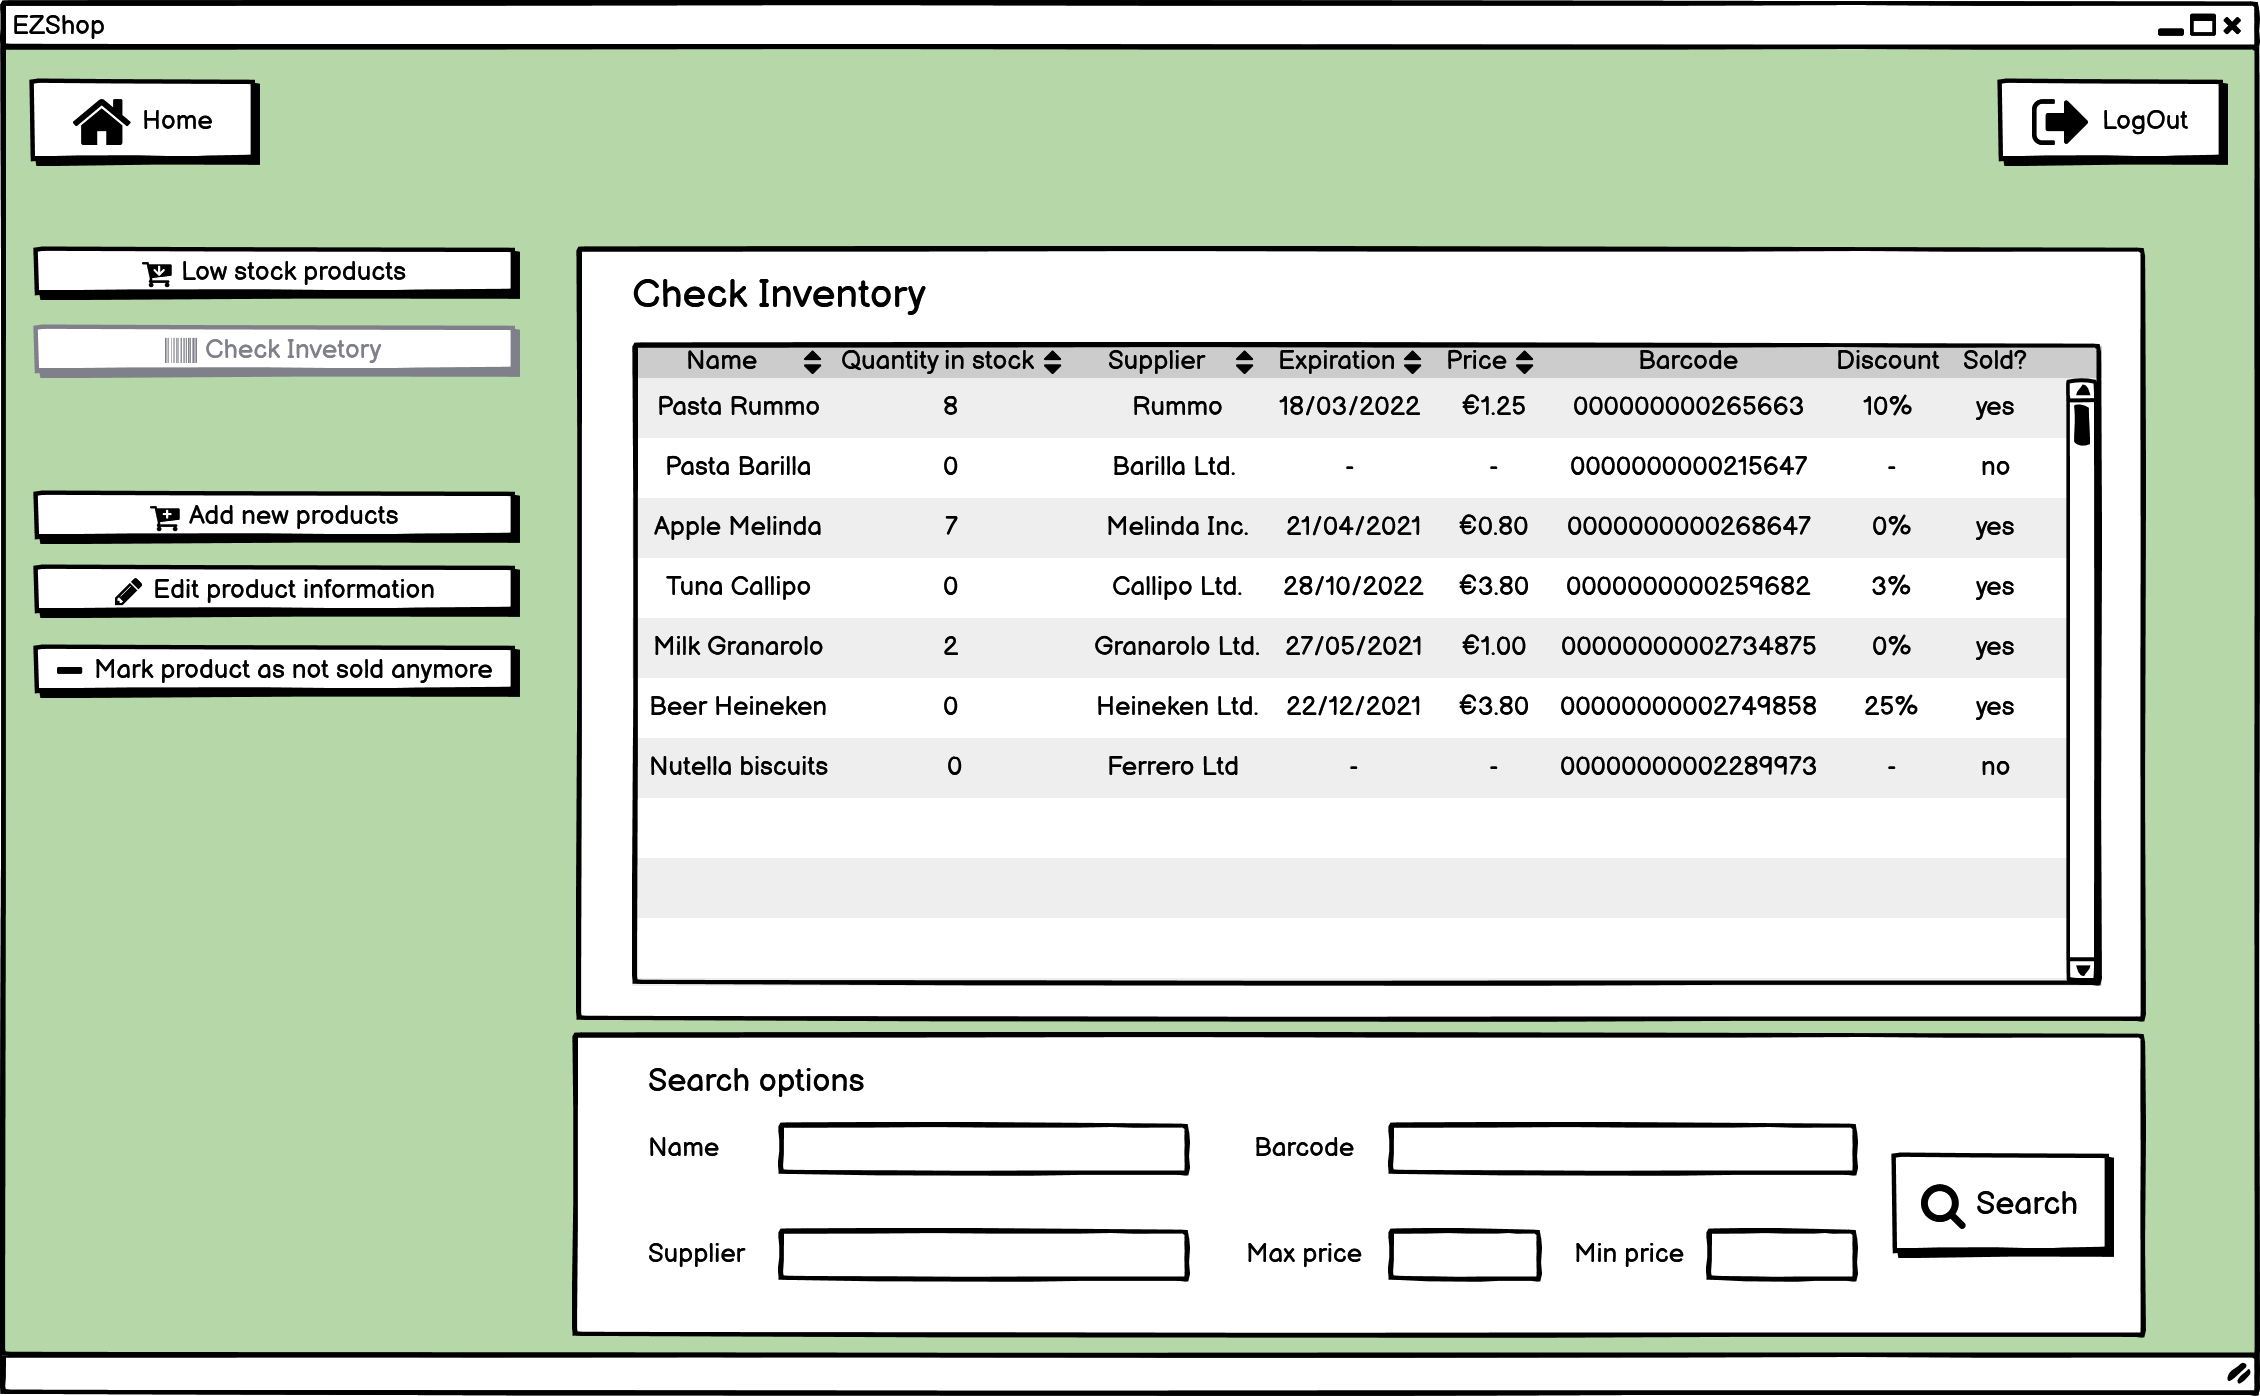 EZShop
Home
LogOut
Low stock products
Check Invetory
Add new products
Edit product information
Mark product as not sold anymore
Check Inventory
Name Quantity in stock Supplier Expiration Price Barcode Discount Sold?
Pasta Rummo 8 Rummo 18/03/2022 €1.25 000000000265663 10% yes
Pasta Barilla 0 Barilla Ltd. - - 0000000000215647 - no
Apple Melinda 7 Melinda Inc. 21/04/2021 €0.80 0000000000268647 0% yes
Tuna Callipo 0 Callipo Ltd. 28/10/2022 €3.80 0000000000259682 3% yes
Milk Granarolo 2 Granarolo Ltd. 27/05/2021 €1.00 00000000002734875 0% yes
Beer Heineken 0 Heineken Ltd. 22/12/2021 €3.80 00000000002749858 25% yes
Nutella biscuits 0 Ferrero Ltd - - 00000000002289973 - no
Search options
Name Barcode
Search
Supplier Max price Min price